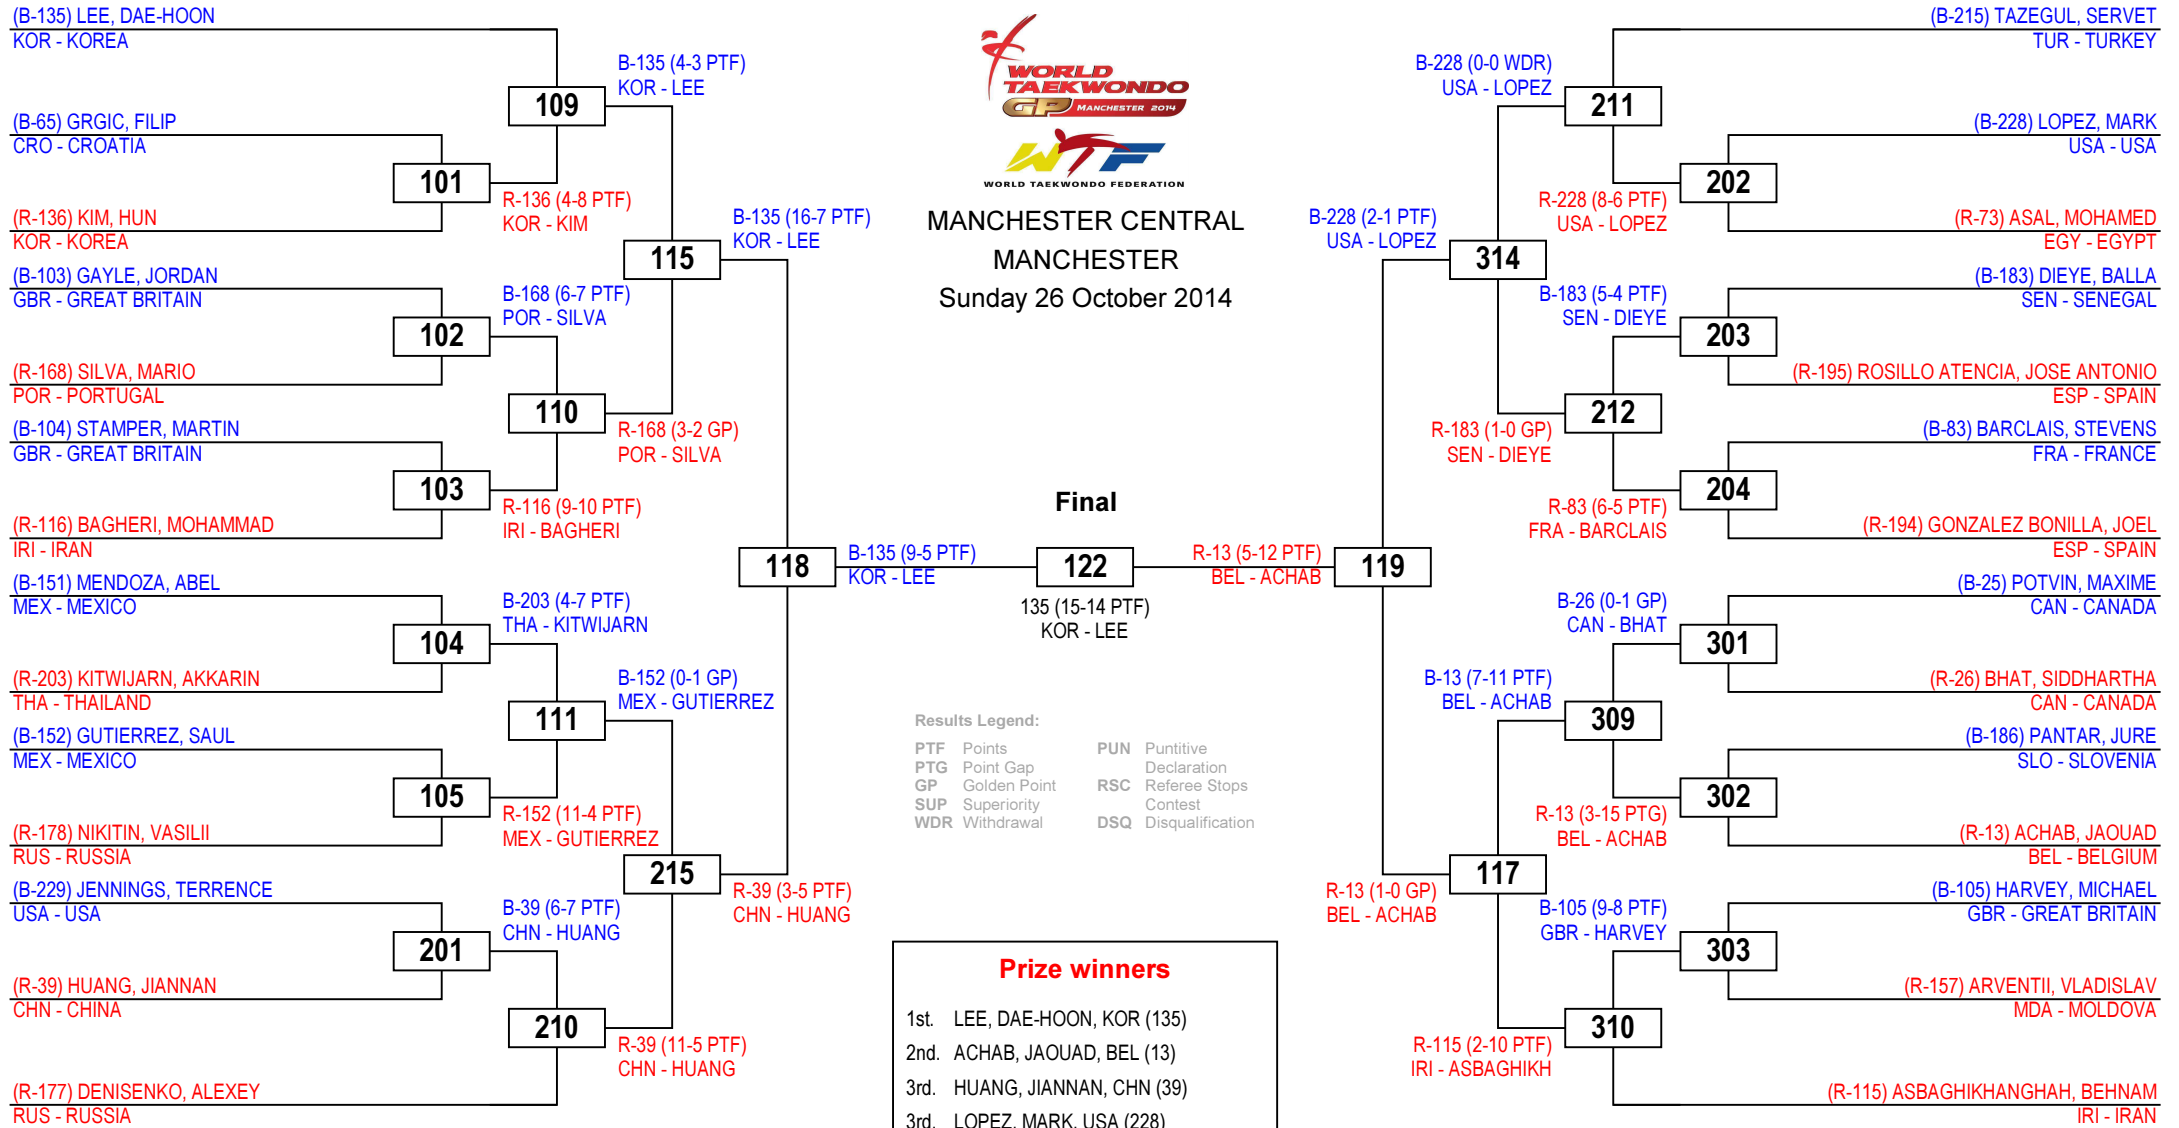 (B-135) LEE, DAE-HOON
KOR - KOREA
(B-65) GRGIC, FILIP
CRO - CROATIA
(R-136) KIM, HUN
KOR - KOREA
(B-103) GAYLE, JORDAN
GBR - GREAT BRITAIN
(R-168) SILVA, MARIO
POR - PORTUGAL
(B-104) STAMPER, MARTIN
GBR - GREAT BRITAIN
(R-116) BAGHERI, MOHAMMAD
IRI - IRAN
(B-151) MENDOZA, ABEL
MEX - MEXICO
(R-203) KITWIJARN, AKKARIN
THA - THAILAND
(B-152) GUTIERREZ, SAUL
MEX - MEXICO
(R-178) NIKITIN, VASILII
RUS - RUSSIA
(B-229) JENNINGS, TERRENCE
USA - USA
(R-39) HUANG, JIANNAN
CHN - CHINA
(R-177) DENISENKO, ALEXEY
RUS - RUSSIA
101
102
103
104
105
201
R-136 (4-8 PTF)
KOR - KIM
B-168 (6-7 PTF)
POR - SILVA
R-116 (9-10 PTF)
IRI - BAGHERI
B-203 (4-7 PTF)
THA - KITWIJARN
R-152 (11-4 PTF)
MEX - GUTIERREZ
B-39 (6-7 PTF)
CHN - HUANG
109
110
111
210
B-135 (4-3 PTF)
KOR - LEE
R-168 (3-2 GP)
POR - SILVA
B-152 (0-1 GP)
MEX - GUTIERREZ
R-39 (11-5 PTF)
CHN - HUANG
115
215
B-135 (16-7 PTF)
KOR - LEE
R-39 (3-5 PTF)
CHN - HUANG
118
B-135 (9-5 PTF)
KOR - LEE
WORLD
TAEKWONDO
GP MANCHESTER 2014
WTF
WORLD TAEKWONDO FEDERATION
MANCHESTER CENTRAL
MANCHESTER
Sunday 26 October 2014
Final
122
135 (15-14 PTF)
KOR - LEE
Results Legend:
PTF Points
PTG Point Gap
GP Golden Point
SUP Superiority
WDR Withdrawal
PUN Puntitive
Declaration
RSC Referee Stops
Contest
DSQ Disqualification
Prize winners
1st. LEE, DAE-HOON, KOR (135)
2nd. ACHAB, JAOUAD, BEL (13)
3rd. HUANG, JIANNAN, CHN (39)
3rd. LOPEZ, MARK, USA (228)
R-13 (5-12 PTF)
BEL - ACHAB
119
B-228 (2-1 PTF)
USA - LOPEZ
R-13 (1-0 GP)
BEL - ACHAB
314
117
B-228 (0-0 WDR)
USA - LOPEZ
R-183 (1-0 GP)
SEN - DIEYE
B-13 (7-11 PTF)
BEL - ACHAB
R-115 (2-10 PTF)
IRI - ASBAGHIKH
211
212
309
310
R-228 (8-6 PTF)
USA - LOPEZ
B-183 (5-4 PTF)
SEN - DIEYE
R-83 (6-5 PTF)
FRA - BARCLAIS
B-26 (0-1 GP)
CAN - BHAT
R-13 (3-15 PTG)
BEL - ACHAB
B-105 (9-8 PTF)
GBR - HARVEY
202
203
204
301
302
303
(B-215) TAZEGUL, SERVET
TUR - TURKEY
(B-228) LOPEZ, MARK
USA - USA
(R-73) ASAL, MOHAMED
EGY - EGYPT
(B-183) DIEYE, BALLA
SEN - SENEGAL
(R-195) ROSILLO ATENCIA, JOSE ANTONIO
ESP - SPAIN
(B-83) BARCLAIS, STEVENS
FRA - FRANCE
(R-194) GONZALEZ BONILLA, JOEL
ESP - SPAIN
(B-25) POTVIN, MAXIME
CAN - CANADA
(R-26) BHAT, SIDDHARTHA
CAN - CANADA
(B-186) PANTAR, JURE
SLO - SLOVENIA
(R-13) ACHAB, JAOUAD
BEL - BELGIUM
(B-105) HARVEY, MICHAEL
GBR - GREAT BRITAIN
(R-157) ARVENTII, VLADISLAV
MDA - MOLDOVA
(R-115) ASBAGHIKHANGHAH, BEHNAM
IRI - IRAN